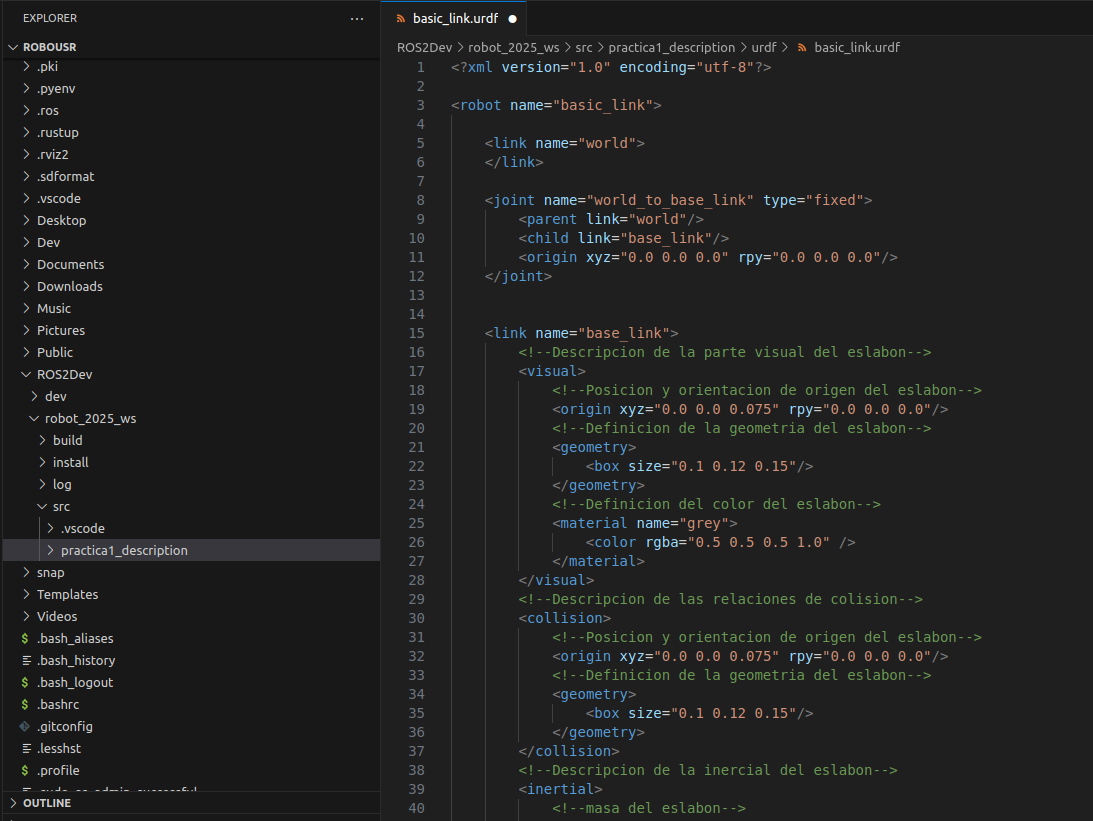 EXPLORER
ROBOUSR
.pki
.pyenv
.ros
.rustup
.rviz2
.sdformat
.vscode
Desktop
Dev
Documents
Downloads
Music
Pictures
Public
ROS2Dev
dev
robot_2025_ws
build
install
log
src
.vscode
practica1_description
snap
Templates
Videos
.bash_aliases
.bash_history
.bash_logout
.bashrc
.gitconfig
.lesshst
.profile
OUTLINE
basic_link.urdf
ROS2Dev > robot_2025_ws > src > practica1_description > urdf > basic_link.urdf
1 <?xml version="1.0" encoding="utf-8"?>
2
3 <robot name="basic_link">
4
5 <link name="world">
6 </link>
7
8 <joint name="world_to_base_link" type="fixed">
9 <parent link="world"/>
10 <child link="base_link"/>
11 <origin xyz="0.0 0.0 0.0" rpy="0.0 0.0 0.0"/>
12 </joint>
13
14
15 <link name="base_link">
16 <!--Descripcion de la parte visual del eslabon-->
17 <visual>
18 <!--Posicion y orientacion de origen del eslabon-->
19 <origin xyz="0.0 0.0 0.075" rpy="0.0 0.0 0.0"/>
20 <!--Definicion de la geometria del eslabon-->
21 <geometry>
22 <box size="0.1 0.12 0.15"/>
23 </geometry>
24 <!--Definicion del color del eslabon-->
25 <material name="grey">
26 <color rgba="0.5 0.5 0.5 1.0" />
27 </material>
28 </visual>
29 <!--Descripcion de las relaciones de colision-->
30 <collision>
31 <!--Posicion y orientacion de origen del eslabon-->
32 <origin xyz="0.0 0.0 0.075" rpy="0.0 0.0 0.0"/>
33 <!--Definicion de la geometria del eslabon-->
34 <geometry>
35 <box size="0.1 0.12 0.15"/>
36 </geometry>
37 </collision>
38 <!--Descripcion de la inercial del eslabon-->
39 <inertial>
40 <!--masa del eslabon-->